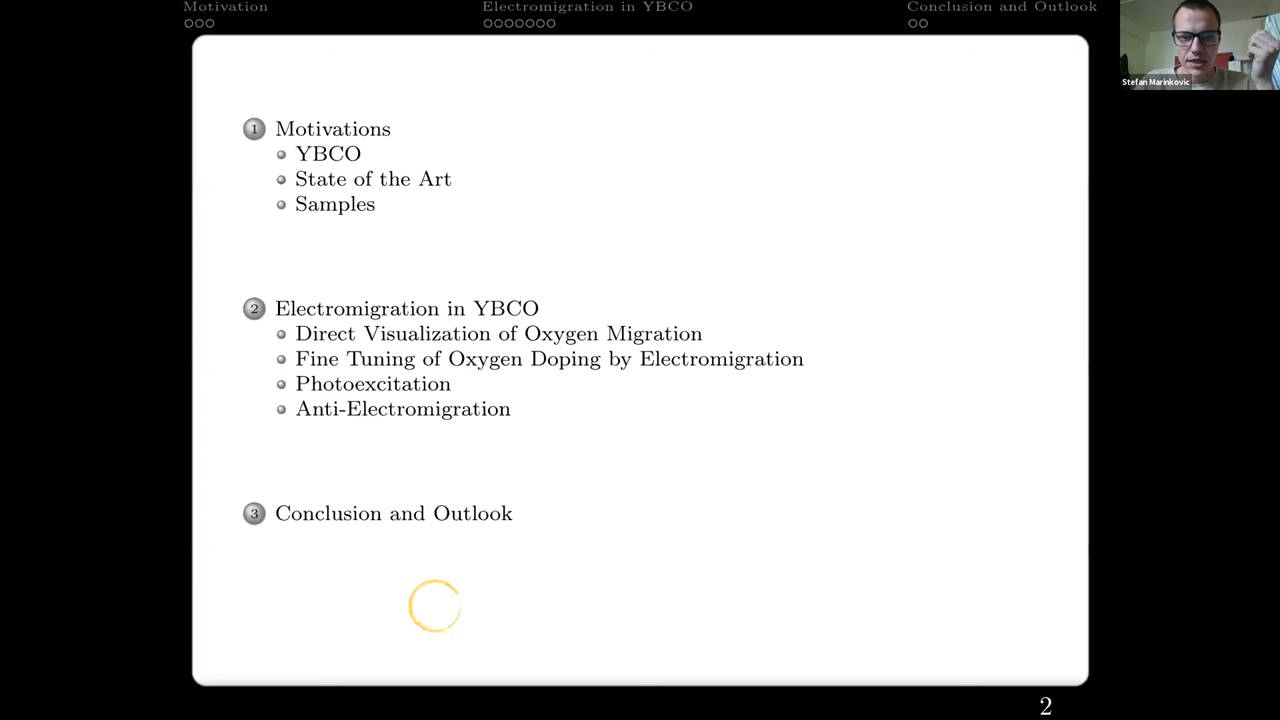 Motivation Electromigration in YBCO Conclusion and Outlook
Stefan Marinkovic
1 Motivations
YBCO
State of the Art
Samples
2 Electromigration in YBCO
Direct Visualization of Oxygen Migration
Fine Tuning of Oxygen Doping by Electromigration
Photoexcitation
Anti-Electromigration
3 Conclusion and Outlook
2